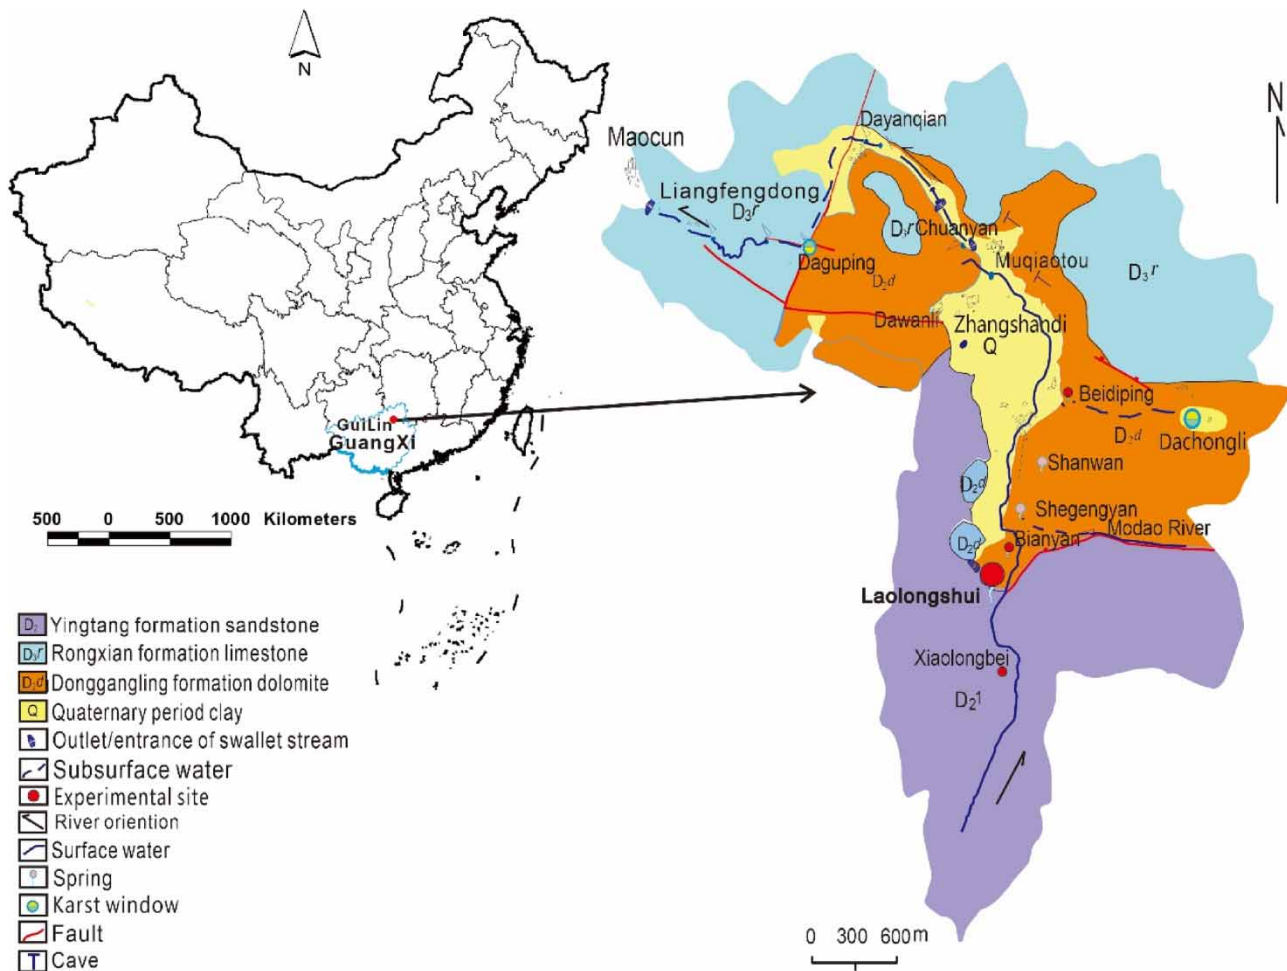 N
GuiLin
GuangXi
500 0 500 1000 Kilometers
D₂
Yingtang formation sandstone
D₃r
Rongxian formation limestone
D₂d
Donggangling formation dolomite
Q
Quaternary period clay
Outlet/entrance of swallet stream
Subsurface water
Experimental site
River oriention
Surface water
Spring
Karst window
Fault
Cave
N
Dayanqian
Maocun
Liangfengdong
D₃r
D₃r
Chuanyan
Daguping
D₂d
Muqiaotou
D₃r
Dawanli
Zhangshandi
Q
Beidiping
D₂d
Dachongli
Shanwan
D₂d
Shegengyan
Modao River
D₂d
Bianyan
Laolongshui
Xiaolongbei
D₂1
0 300 600m